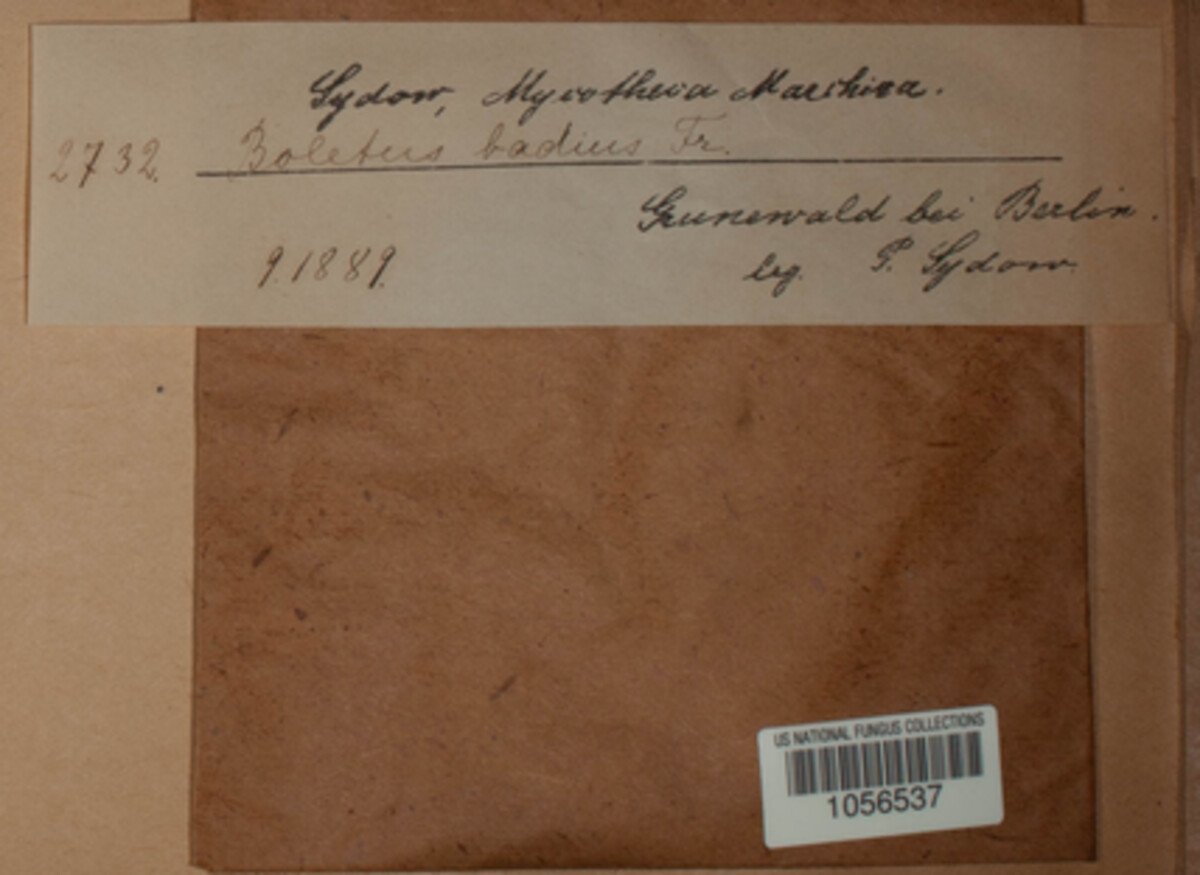 Sydow, Mycotheca Marchica.
2732. Boletus badius Fr.
Grunewald bei Berlin.
9.1889. leg. P. Sydow.
US NATIONAL FUNGUS COLLECTIONS
1056537